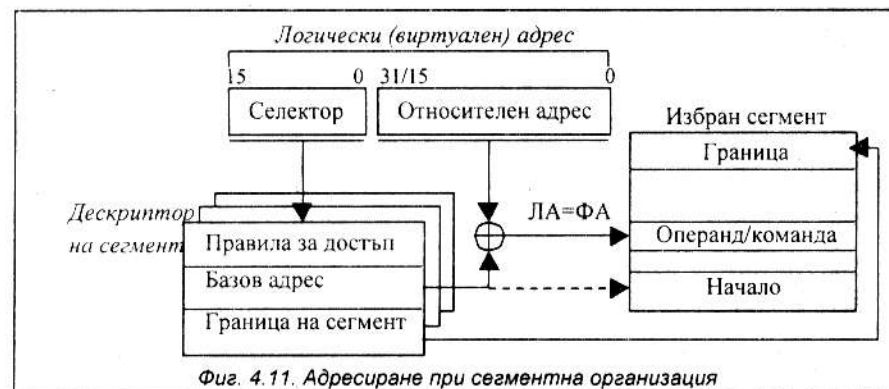 Логически (виртуален) адрес
15 0 31/15 0
Селектор
Относителен адрес
Избран сегмент
Граница
Дескриптор
на сегмент
ЛА=ФА
Правила за достъп
Операнд/команда
Базов адрес
Начало
Граница на сегмент
Фиг. 4.11. Адресиране при сегментна организация